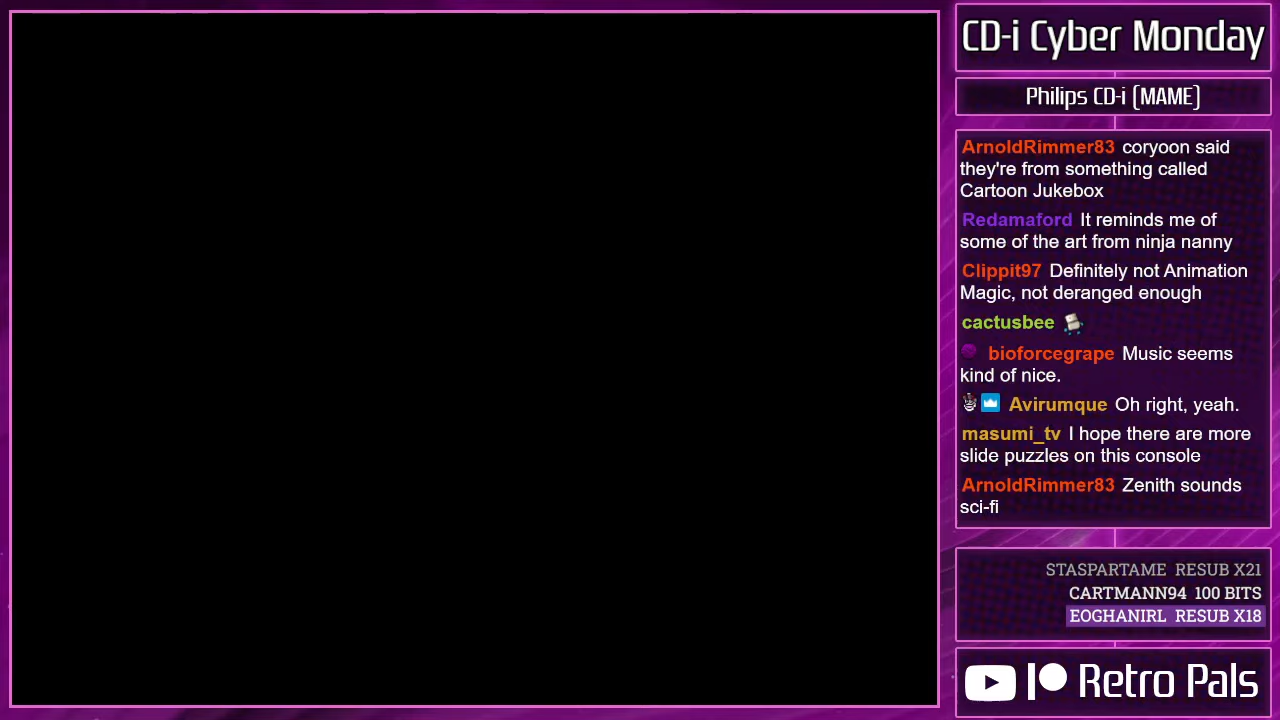 CD-i Cyber Monday
Philips CD-i [MAME]
ArnoldRimmer83 coryoon said
they're from something called
Cartoon Jukebox
Redamaford It reminds me of
some of the art from ninja nanny
Clippit97 Definitely not Animation
Magic, not deranged enough
cactusbee
bioforcegrape Music seems
kind of nice.
Avirumque Oh right, yeah.
masumi_tv I hope there are more
slide puzzles on this console
ArnoldRimmer83 Zenith sounds
sci-fi
STASPARTAME RESUB X21
CARTMANN94 100 BITS
EOGHANIRL RESUB X18
Retro Pals